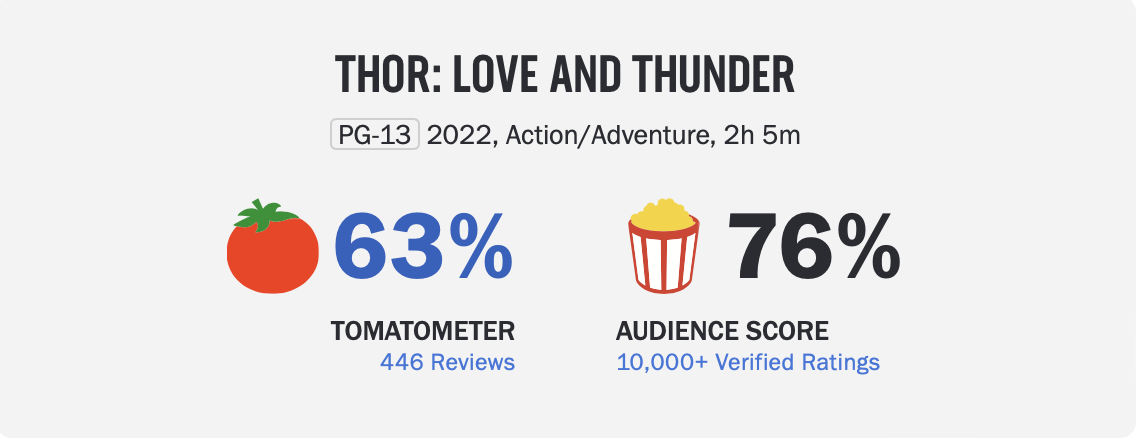 THOR: LOVE AND THUNDER
PG-13 2022, Action/Adventure, 2h 5m
63% 76%
TOMATOMETER AUDIENCE SCORE
446 Reviews 10,000+ Verified Ratings